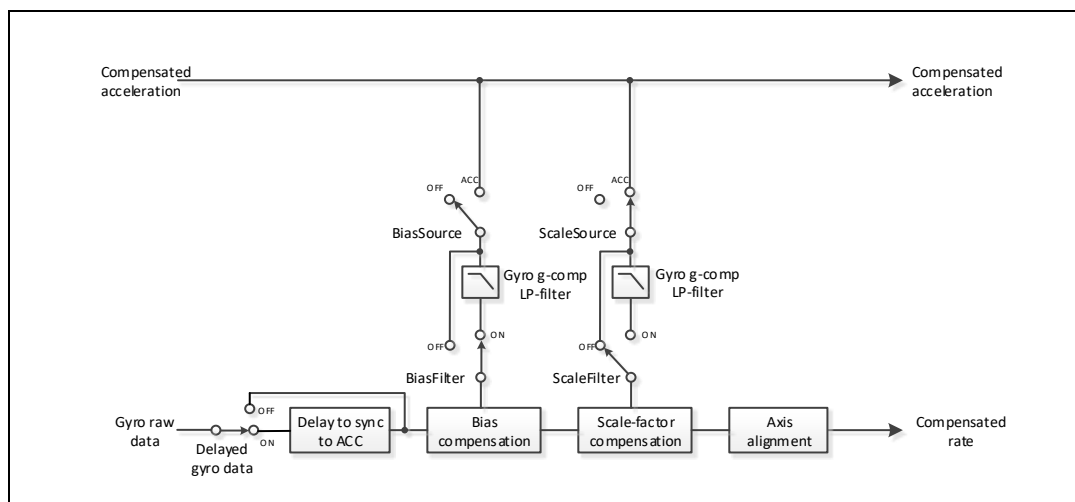 Compensated
acceleration
Compensated
acceleration
OFF
ACC
BiasSource
OFF
ACC
ScaleSource
Gyro g-comp
LP-filter
Gyro g-comp
LP-filter
ON
OFF
BiasFilter
ON
OFF
ScaleFilter
OFF
Gyro raw
data
ON
Delayed
gyro data
Delay to sync
to ACC
Bias
compensation
Scale-factor
compensation
Axis
alignment
Compensated
rate